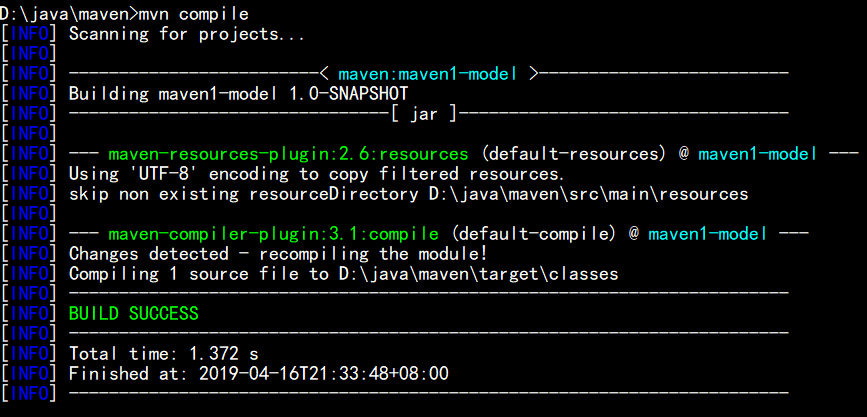 D:\java\maven>mvn compile
[INFO] Scanning for projects...
[INFO]
[INFO] -------------------------< maven:maven1-model >-------------------------
[INFO] Building maven1-model 1.0-SNAPSHOT
[INFO] --------------------------------[ jar ]---------------------------------
[INFO]
[INFO] --- maven-resources-plugin:2.6:resources (default-resources) @ maven1-model ---
[INFO] Using 'UTF-8' encoding to copy filtered resources.
[INFO] skip non existing resourceDirectory D:\java\maven\src\main\resources
[INFO]
[INFO] --- maven-compiler-plugin:3.1:compile (default-compile) @ maven1-model ---
[INFO] Changes detected - recompiling the module!
[INFO] Compiling 1 source file to D:\java\maven\target\classes
[INFO] ------------------------------------------------------------------------
[INFO] BUILD SUCCESS
[INFO] ------------------------------------------------------------------------
[INFO] Total time: 1.372 s
[INFO] Finished at: 2019-04-16T21:33:48+08:00
[INFO] ------------------------------------------------------------------------